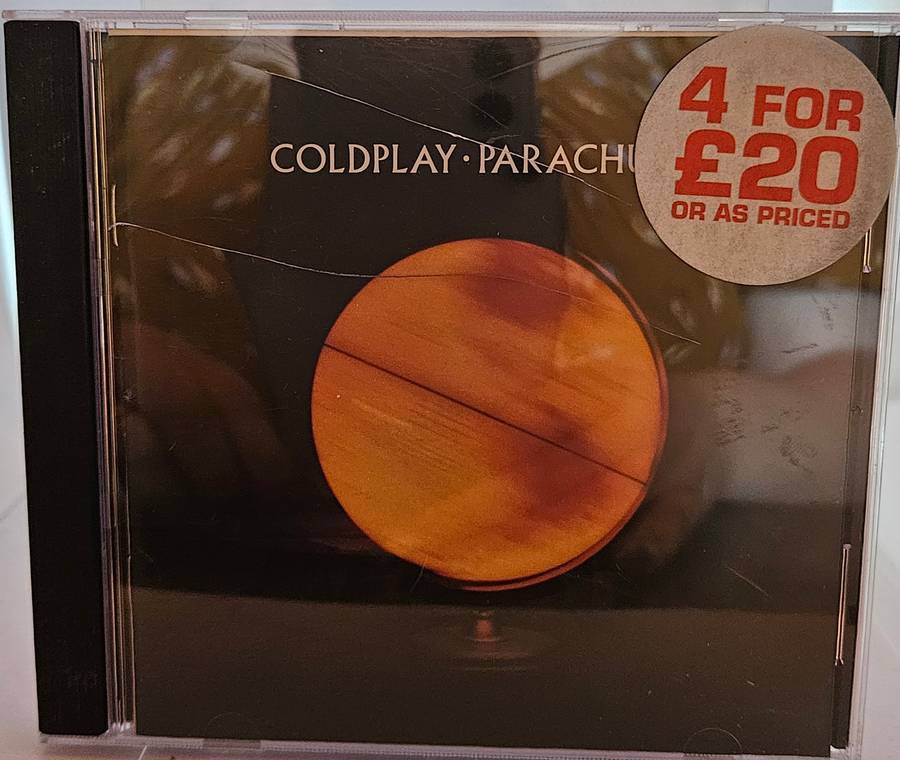 COLDPLAY · PARACHU
4 FOR
£20
OR AS PRICED